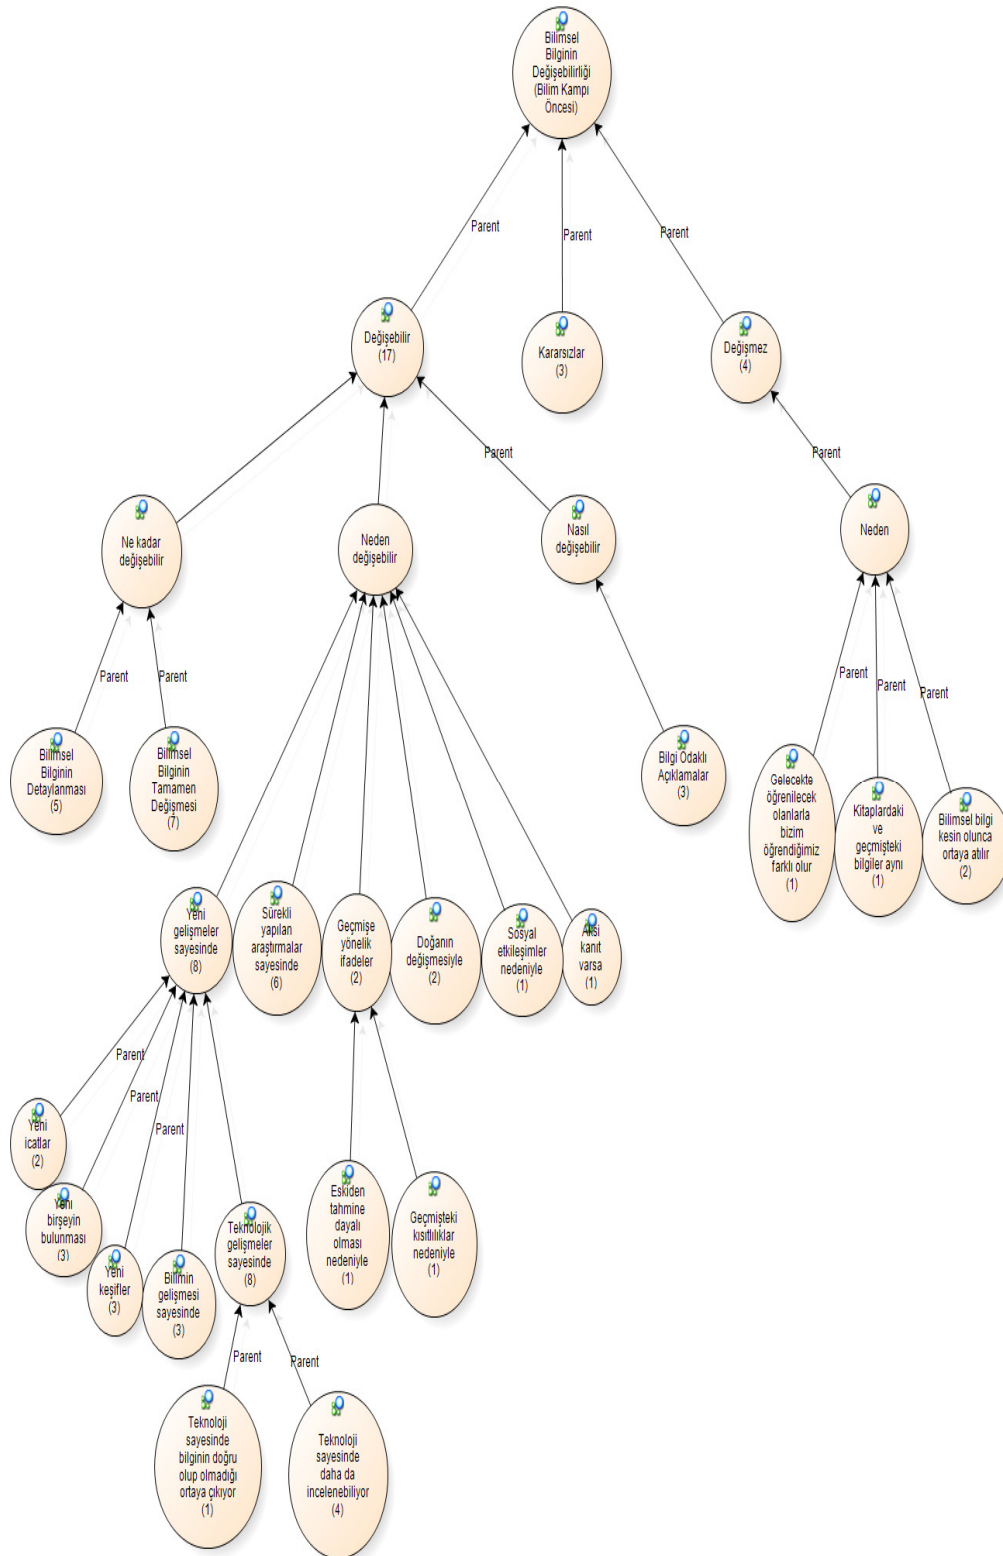 Bilimsel
Bilginin
Değişebilirliği
(Bilim Kampı
Öncesi)
Parent
Parent
Parent
Değişebilir
(17)
Kararsızlar
(3)
Değişmez
(4)
Parent
Parent
Ne kadar
değişebilir
Neden
değişebilir
Nasıl
değişebilir
Neden
Parent
Parent
Parent
Parent
Parent
Bilimsel
Bilginin
Detaylanması
(5)
Bilimsel
Bilginin
Tamamen
Değişmesi
(7)
Bilgi Odaklı
Açıklamalar
(3)
Gelecekte
öğrenilecek
olanlarla
bizim
öğrendiğimiz
farklı olur
(1)
Kitaplardaki
ve
geçmişteki
bilgiler aynı
(1)
Bilimsel bilgi
kesin olunca
ortaya atılır
(2)
Yeni
gelişmeler
sayesinde
(8)
Sürekli
yapılan
araştırmalar
sayesinde
(6)
Geçmişe
yönelik
ifadeler
(2)
Doğanın
değişmesiyle
(2)
Sosyal
etkileşimler
nedeniyle
(1)
Aksi
kanıt
varsa
(1)
Parent
Parent
Parent
Yeni
icatlar
(2)
Yeni
birşeyin
bulunması
(3)
Yeni
keşifler
(3)
Bilimin
gelişmesi
sayesinde
(3)
Teknolojik
gelişmeler
sayesinde
(8)
Eskiden
tahmine
dayalı
olması
nedeniyle
(1)
Geçmişteki
kısıtlılıklar
nedeniyle
(1)
Parent
Parent
Teknoloji
sayesinde
bilginin doğru
olup olmadığı
ortaya çıkıyor
(1)
Teknoloji
sayesinde
daha da
incelenebiliyor
(4)